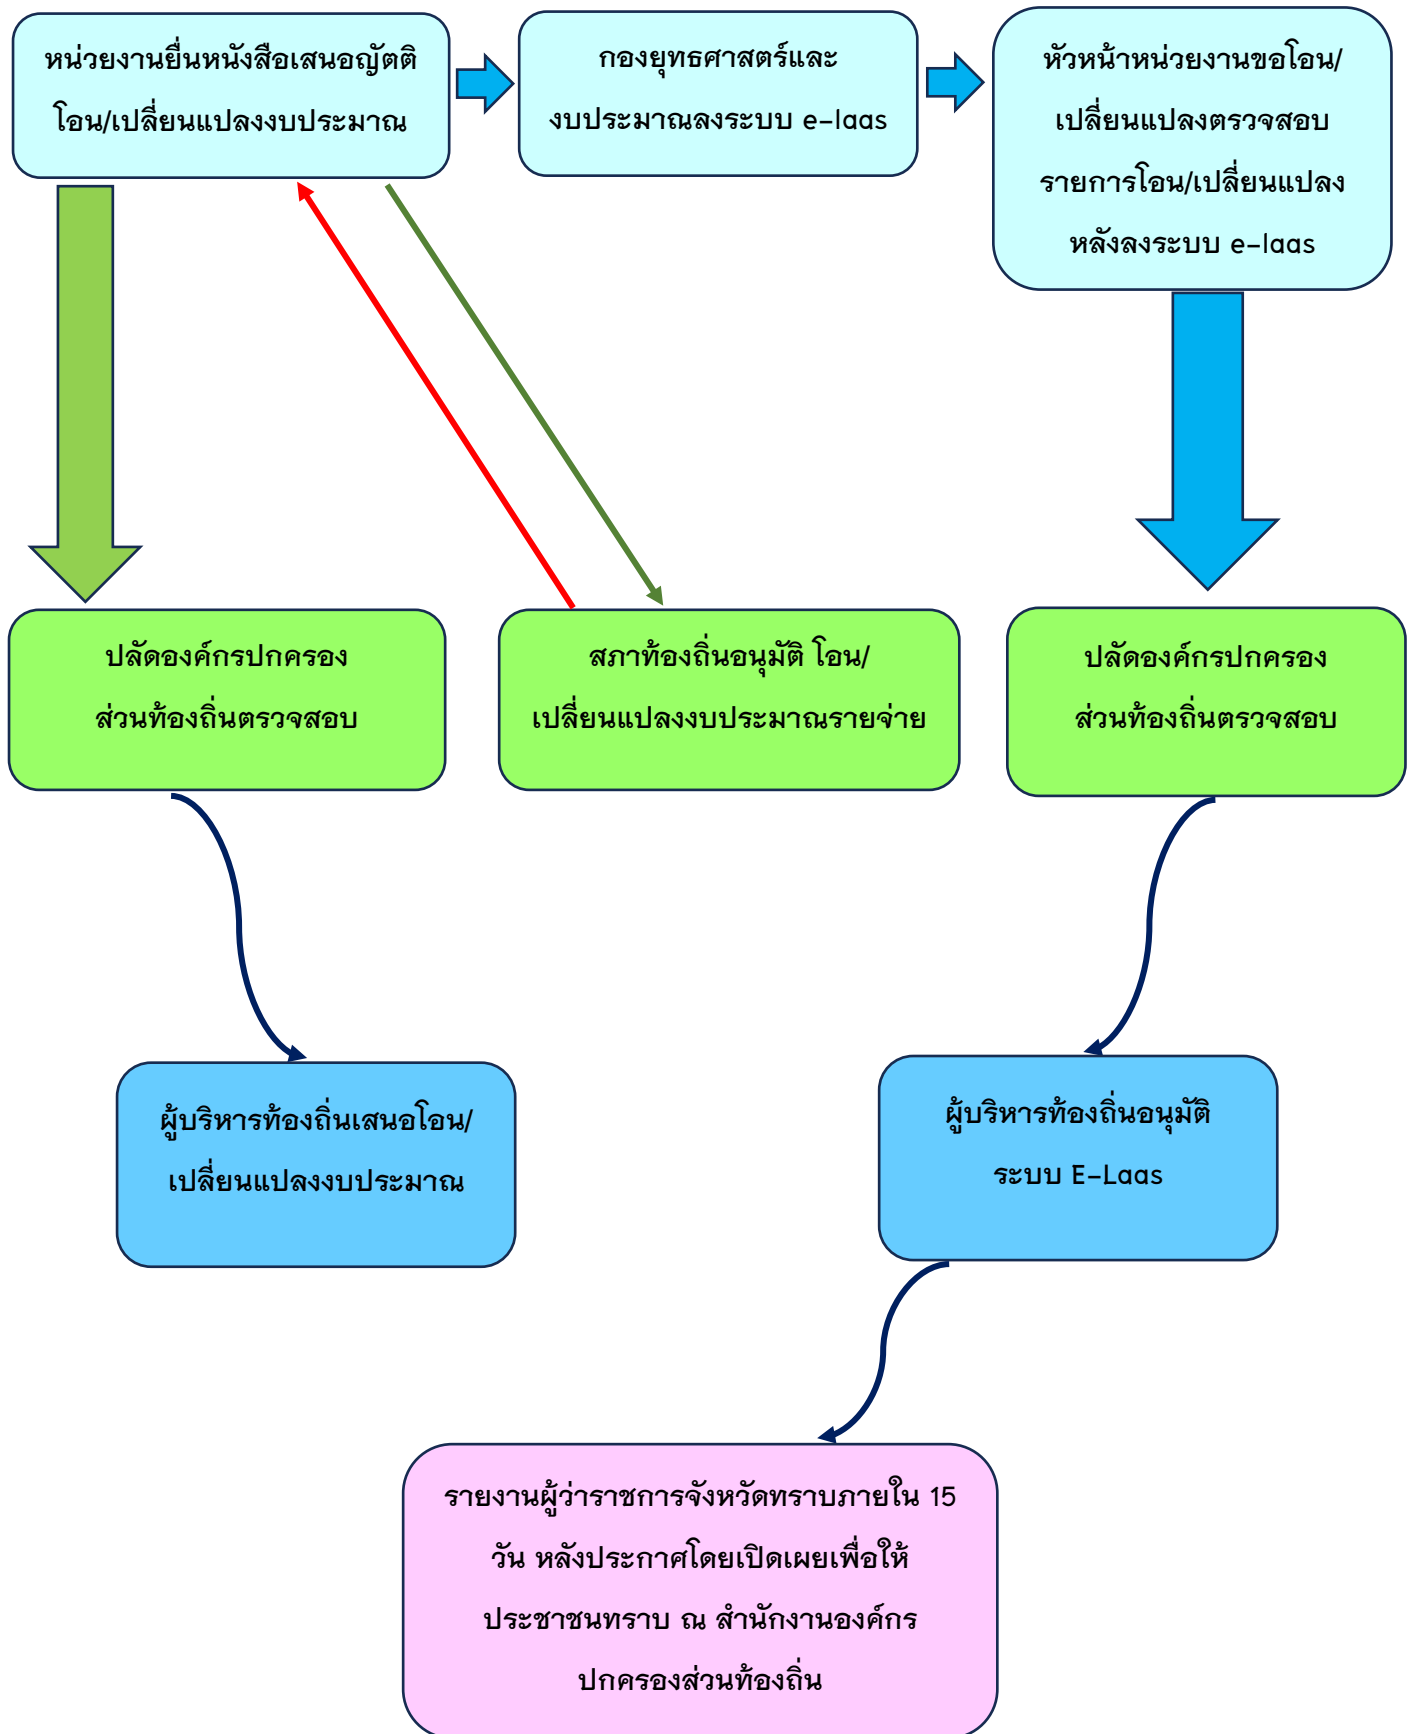 หน่วยงานยื่นหนังสือเสนอญัตติ
โอน/เปลี่ยนแปลงงบประมาณ
กองยุทธศาสตร์และ
งบประมาณลงระบบ e-laas
หัวหน้าหน่วยงานขอโอน/
เปลี่ยนแปลงตรวจสอบ
รายการโอน/เปลี่ยนแปลง
หลังลงระบบ e-laas
ปลัดองค์กรปกครอง
ส่วนท้องถิ่นตรวจสอบ
สภาท้องถิ่นอนุมัติ โอน/
เปลี่ยนแปลงงบประมาณรายจ่าย
ปลัดองค์กรปกครอง
ส่วนท้องถิ่นตรวจสอบ
ผู้บริหารท้องถิ่นเสนอโอน/
เปลี่ยนแปลงงบประมาณ
ผู้บริหารท้องถิ่นอนุมัติ
ระบบ E-Laas
รายงานผู้ว่าราชการจังหวัดทราบภายใน 15
วัน หลังประกาศโดยเปิดเผยเพื่อให้
ประชาชนทราบ ณ สำนักงานองค์กร
ปกครองส่วนท้องถิ่น